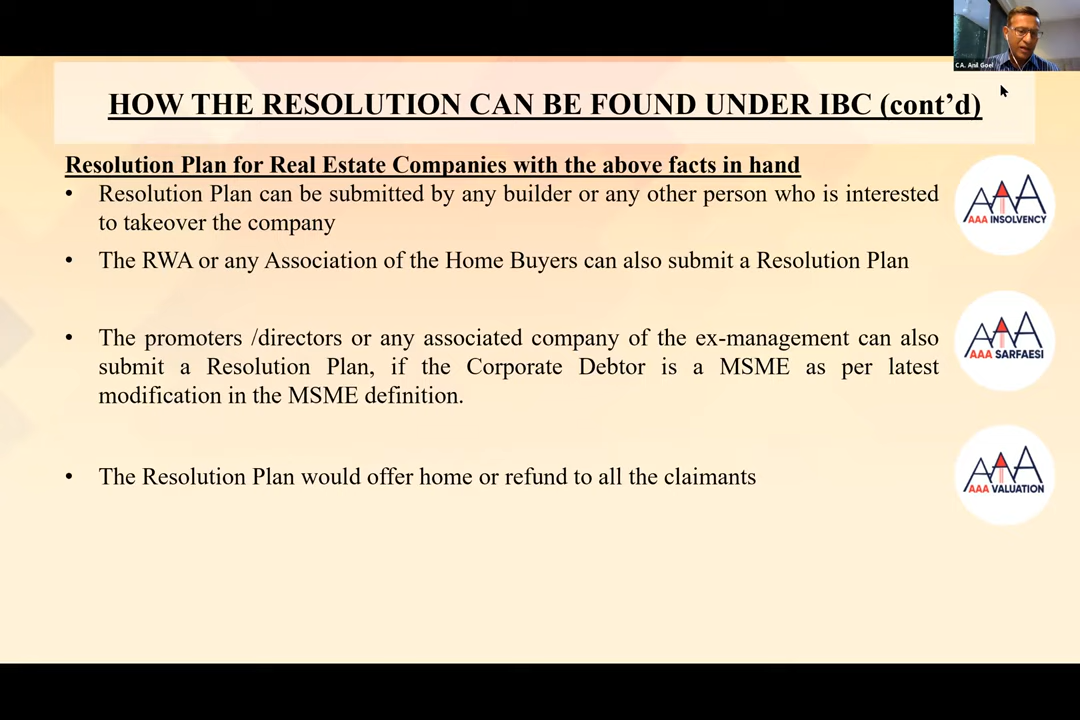 C.A. Anil Goel
HOW THE RESOLUTION CAN BE FOUND UNDER IBC (cont’d)
Resolution Plan for Real Estate Companies with the above facts in hand
• Resolution Plan can be submitted by any builder or any other person who is interested
to takeover the company
• The RWA or any Association of the Home Buyers can also submit a Resolution Plan
• The promoters /directors or any associated company of the ex-management can also
submit a Resolution Plan, if the Corporate Debtor is a MSME as per latest
modification in the MSME definition.
• The Resolution Plan would offer home or refund to all the claimants
AAA
AAA INSOLVENCY
AAA
AAA SARFAESI
AAA
AAA VALUATION